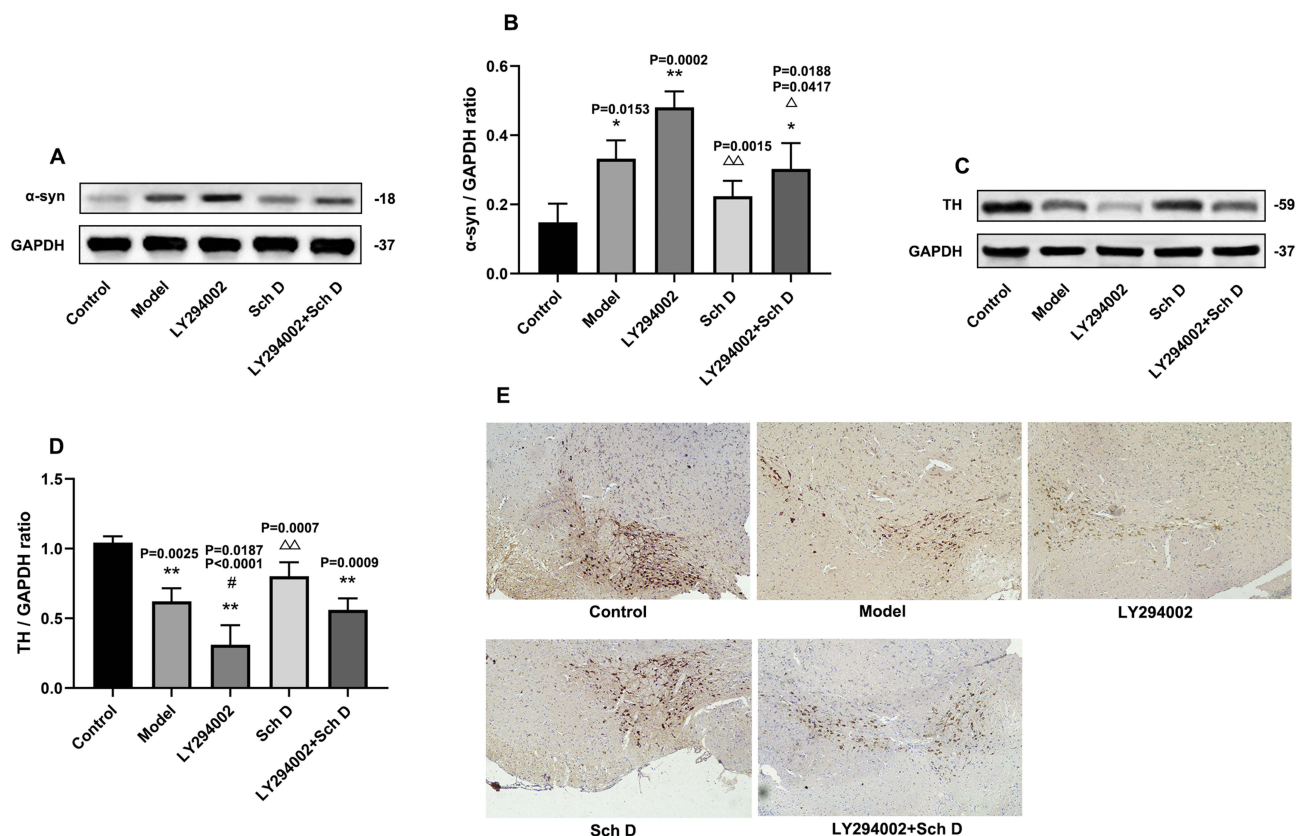 A
α-syn
-18
GAPDH
-37
Control
Model
LY294002
Sch D
LY294002+Sch D
B
α-syn / GAPDH ratio
0.6
0.4
0.2
0.0
P=0.0153
*
P=0.0002
**
P=0.0015
△△
P=0.0188
P=0.0417
△
*
Control
Model
LY294002
Sch D
LY294002+Sch D
C
TH
-59
GAPDH
-37
Control
Model
LY294002
Sch D
LY294002+Sch D
D
TH / GAPDH ratio
1.5
1.0
0.5
0.0
P=0.0025
**
P=0.0187
P<0.0001
#
**
P=0.0007
△△
P=0.0009
**
Control
Model
LY294002
Sch D
LY294002+Sch D
E
Control
Model
LY294002
Sch D
LY294002+Sch D